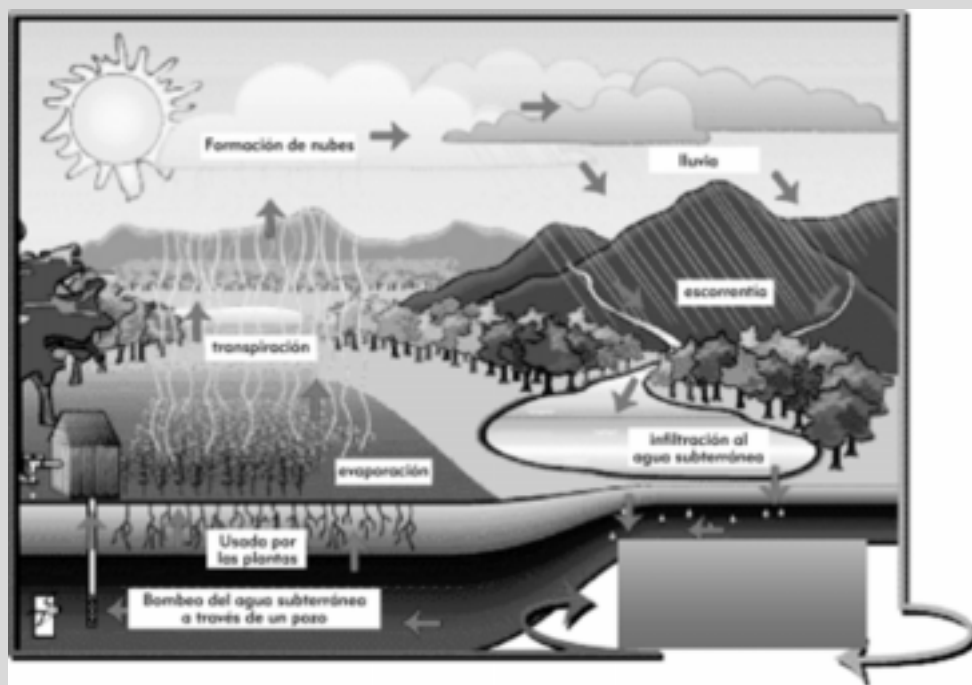 Formación de nubes
lluvia
escorrentía
transpiración
infiltración al
agua subterránea
evaporación
Usada por
las plantas
Bombeo del agua subterránea
a través de un pozo